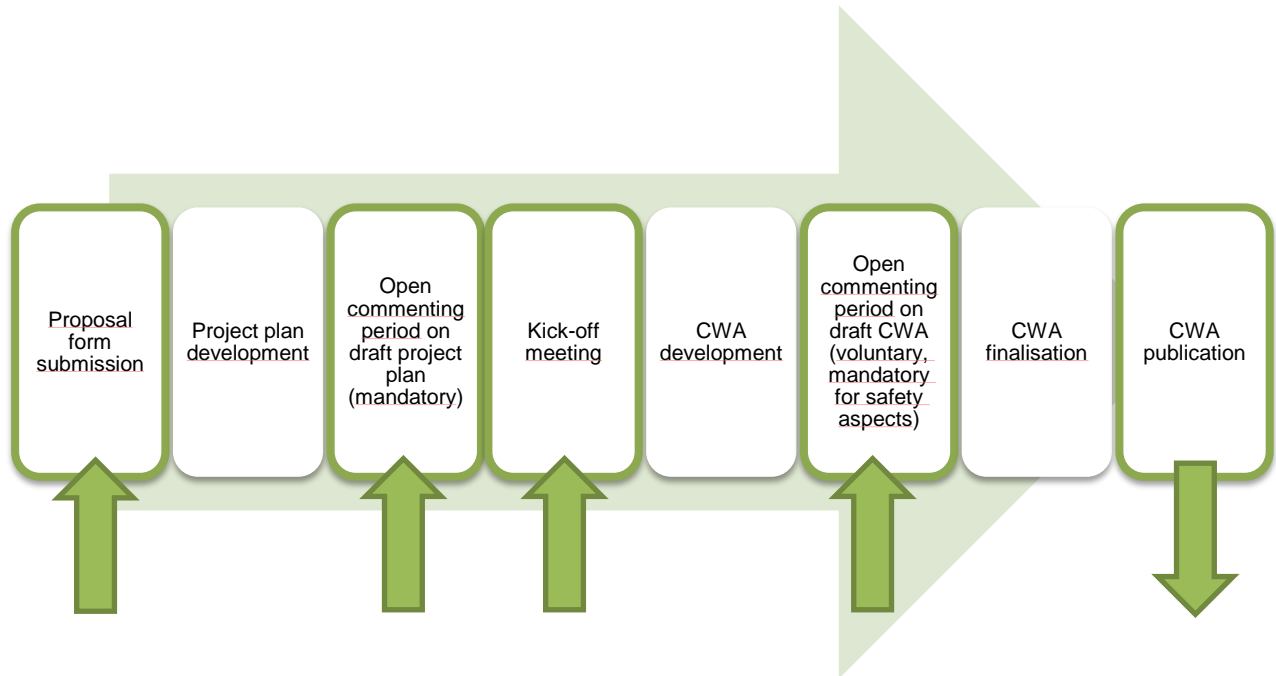 Proposal
form
submission
Project plan
development
Open
commenting
period on
draft project
plan
(mandatory)
Kick-off
meeting
CWA
development
Open
commenting
period on
draft CWA
(voluntary,
mandatory
for safety
aspects)
CWA
finalisation
CWA
publication